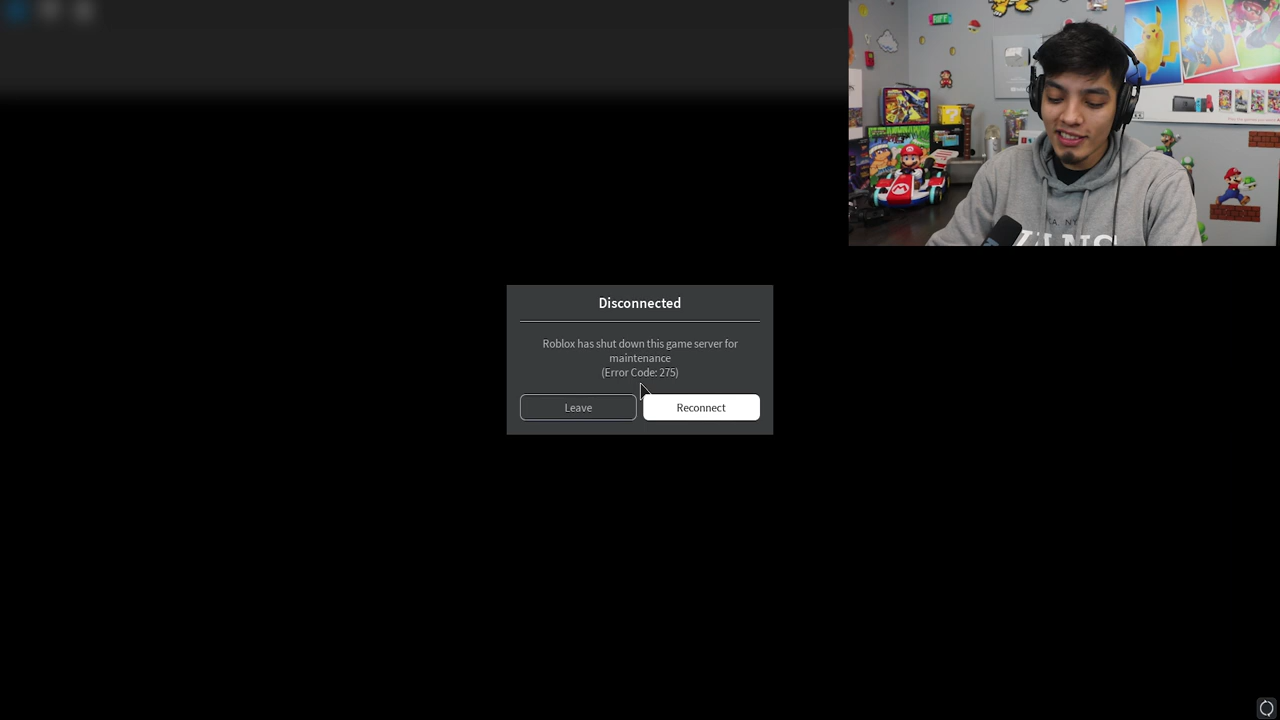 Disconnected
Roblox has shut down this game server for
maintenance
(Error Code: 275)
Leave
Reconnect